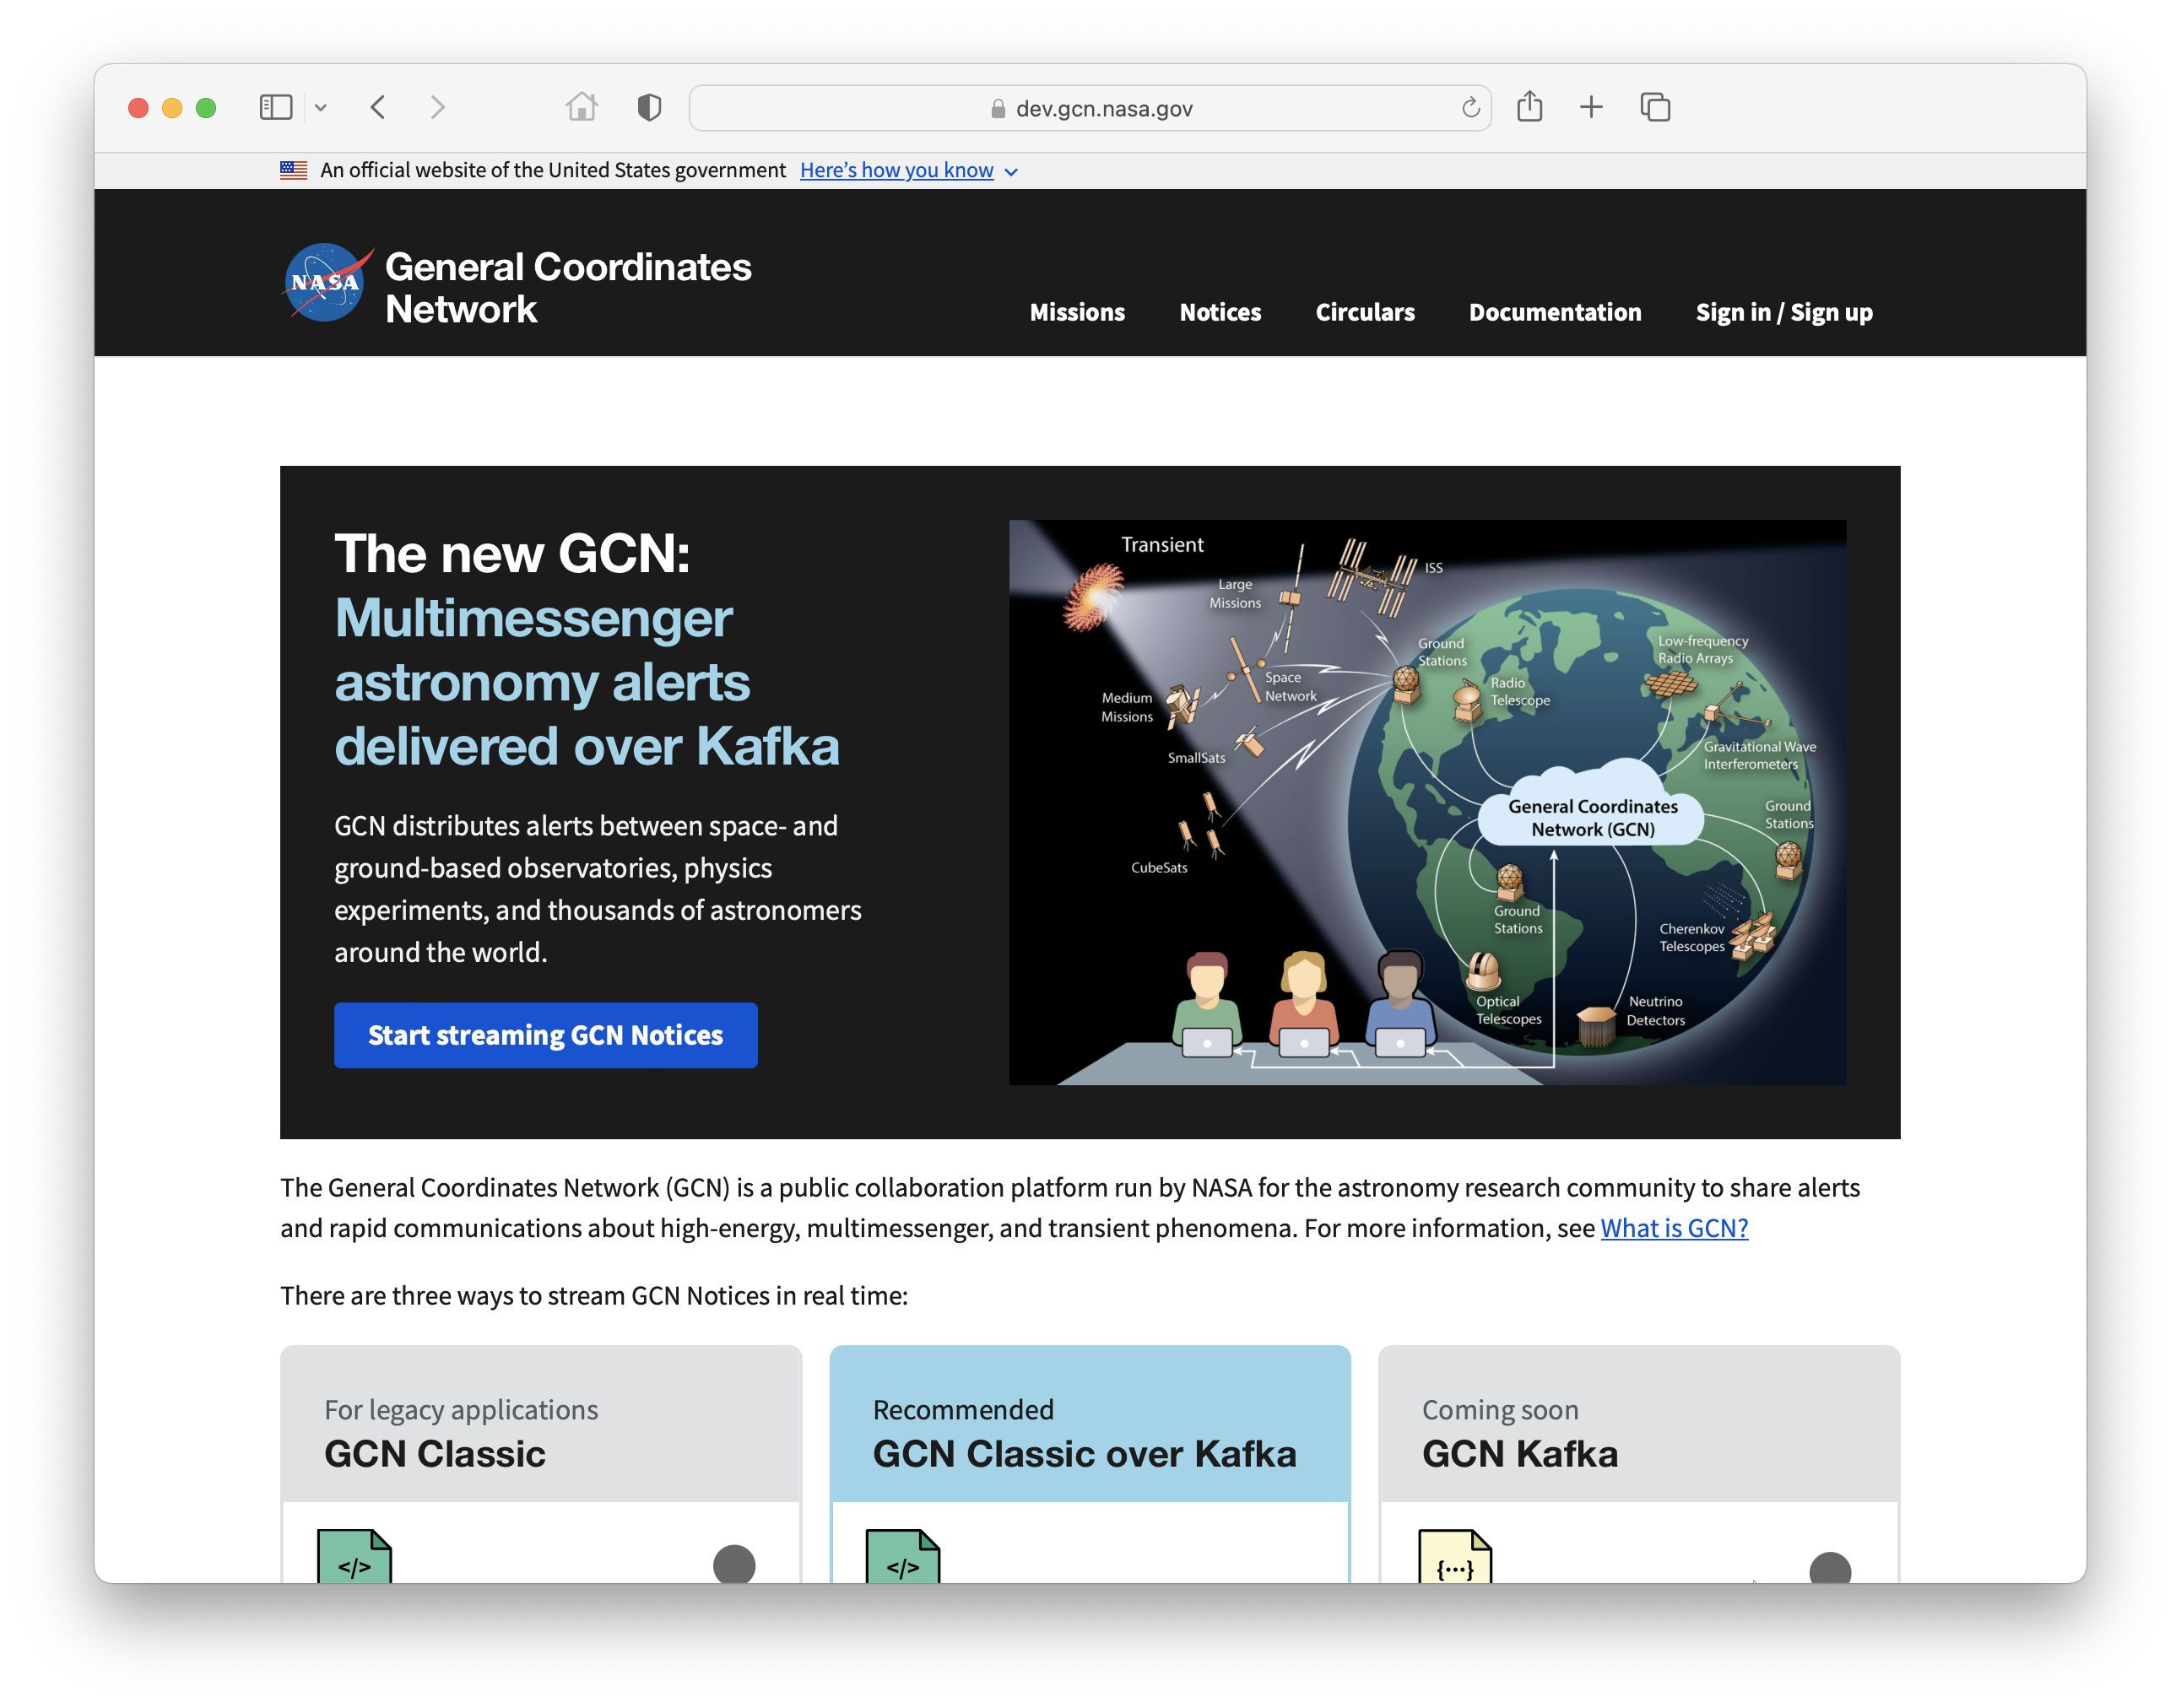 dev.gcn.nasa.gov
An official website of the United States government Here’s how you know
NASA
General Coordinates
Network
Missions Notices Circulars Documentation Sign in / Sign up
The new GCN:
Multimessenger
astronomy alerts
delivered over Kafka
GCN distributes alerts between space- and
ground-based observatories, physics
experiments, and thousands of astronomers
around the world.
Start streaming GCN Notices
Transient
Large
Missions
ISS
Space
Network
Medium
Missions
SmallSats
CubeSats
Ground
Stations
Radio
Telescope
Low-frequency
Radio Arrays
Gravitational Wave
Interferometers
General Coordinates
Network (GCN)
Ground
Stations
Ground
Stations
Cherenkov
Telescopes
Optical
Telescopes
Neutrino
Detectors
The General Coordinates Network (GCN) is a public collaboration platform run by NASA for the astronomy research community to share alerts
and rapid communications about high-energy, multimessenger, and transient phenomena. For more information, see What is GCN?
There are three ways to stream GCN Notices in real time:
For legacy applications
GCN Classic
</>
Recommended
GCN Classic over Kafka
</>
Coming soon
GCN Kafka
{···}